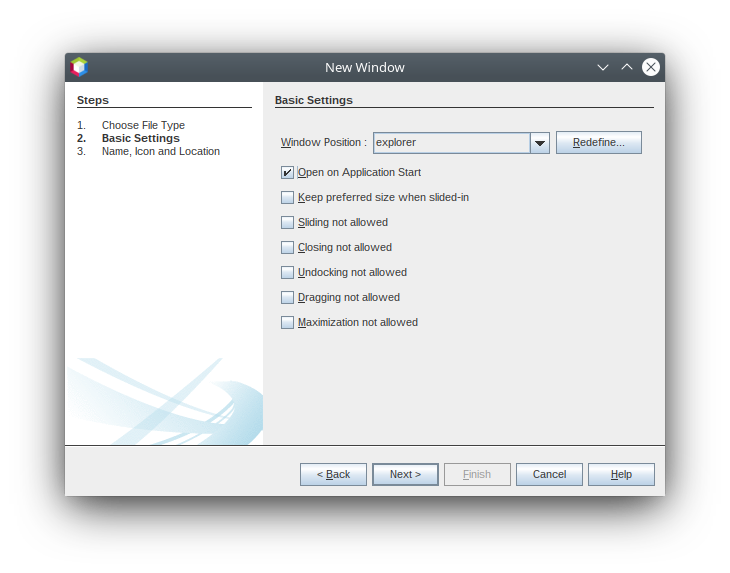 New Window
Steps
1. Choose File Type
2. Basic Settings
3. Name, Icon and Location
Basic Settings
Window Position : explorer Redefine...
Open on Application Start
Keep preferred size when slided-in
Sliding not allowed
Closing not allowed
Undocking not allowed
Dragging not allowed
Maximization not allowed
< Back Next > Finish Cancel Help